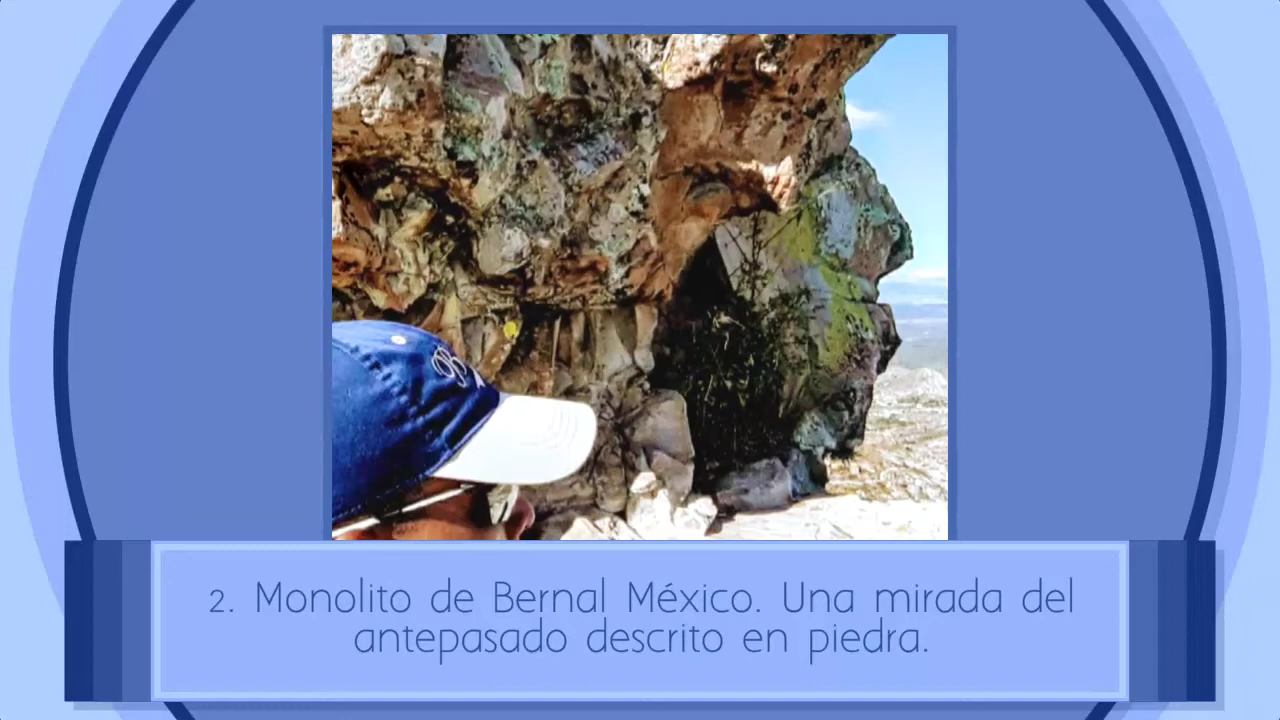 2. Monolito de Bernal México. Una mirada del
antepasado descrito en piedra.